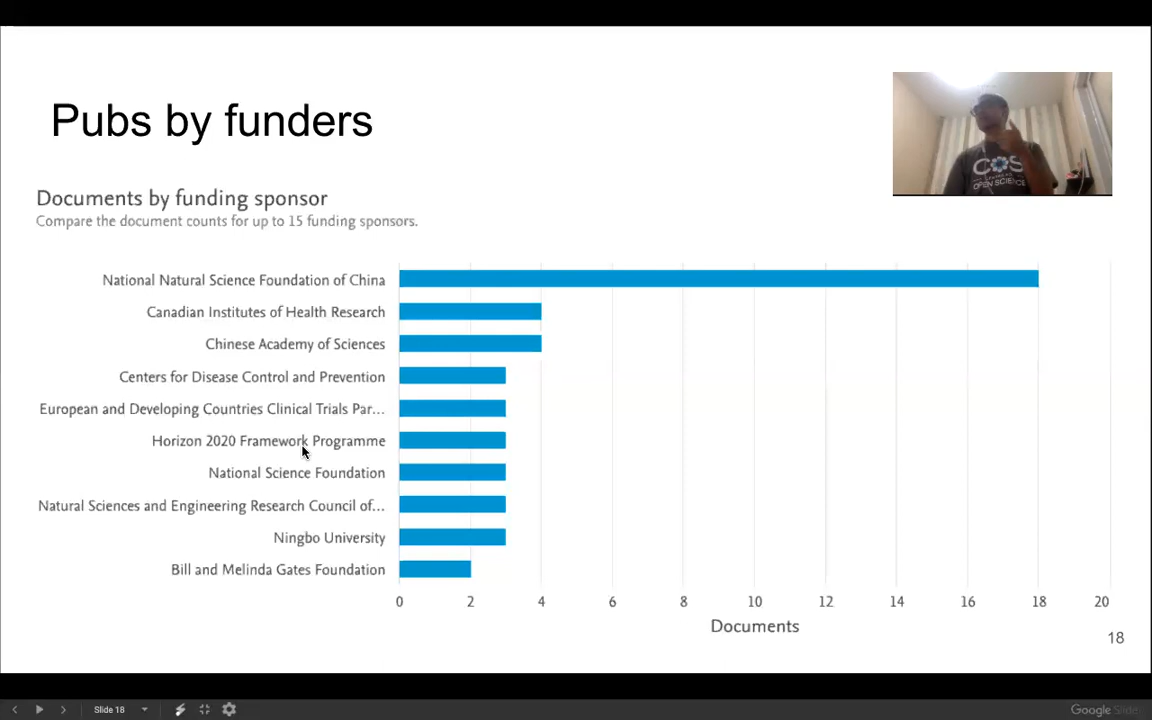 Pubs by funders
COS
OPEN SCIENCE
Documents by funding sponsor
Compare the document counts for up to 15 funding sponsors.
National Natural Science Foundation of China
Canadian Institutes of Health Research
Chinese Academy of Sciences
Centers for Disease Control and Prevention
European and Developing Countries Clinical Trials Par...
Horizon 2020 Framework Programme
National Science Foundation
Natural Sciences and Engineering Research Council of...
Ningbo University
Bill and Melinda Gates Foundation
0 2 4 6 8 10 12 14 16 18 20
Documents
18
Slide 18
Google Slide